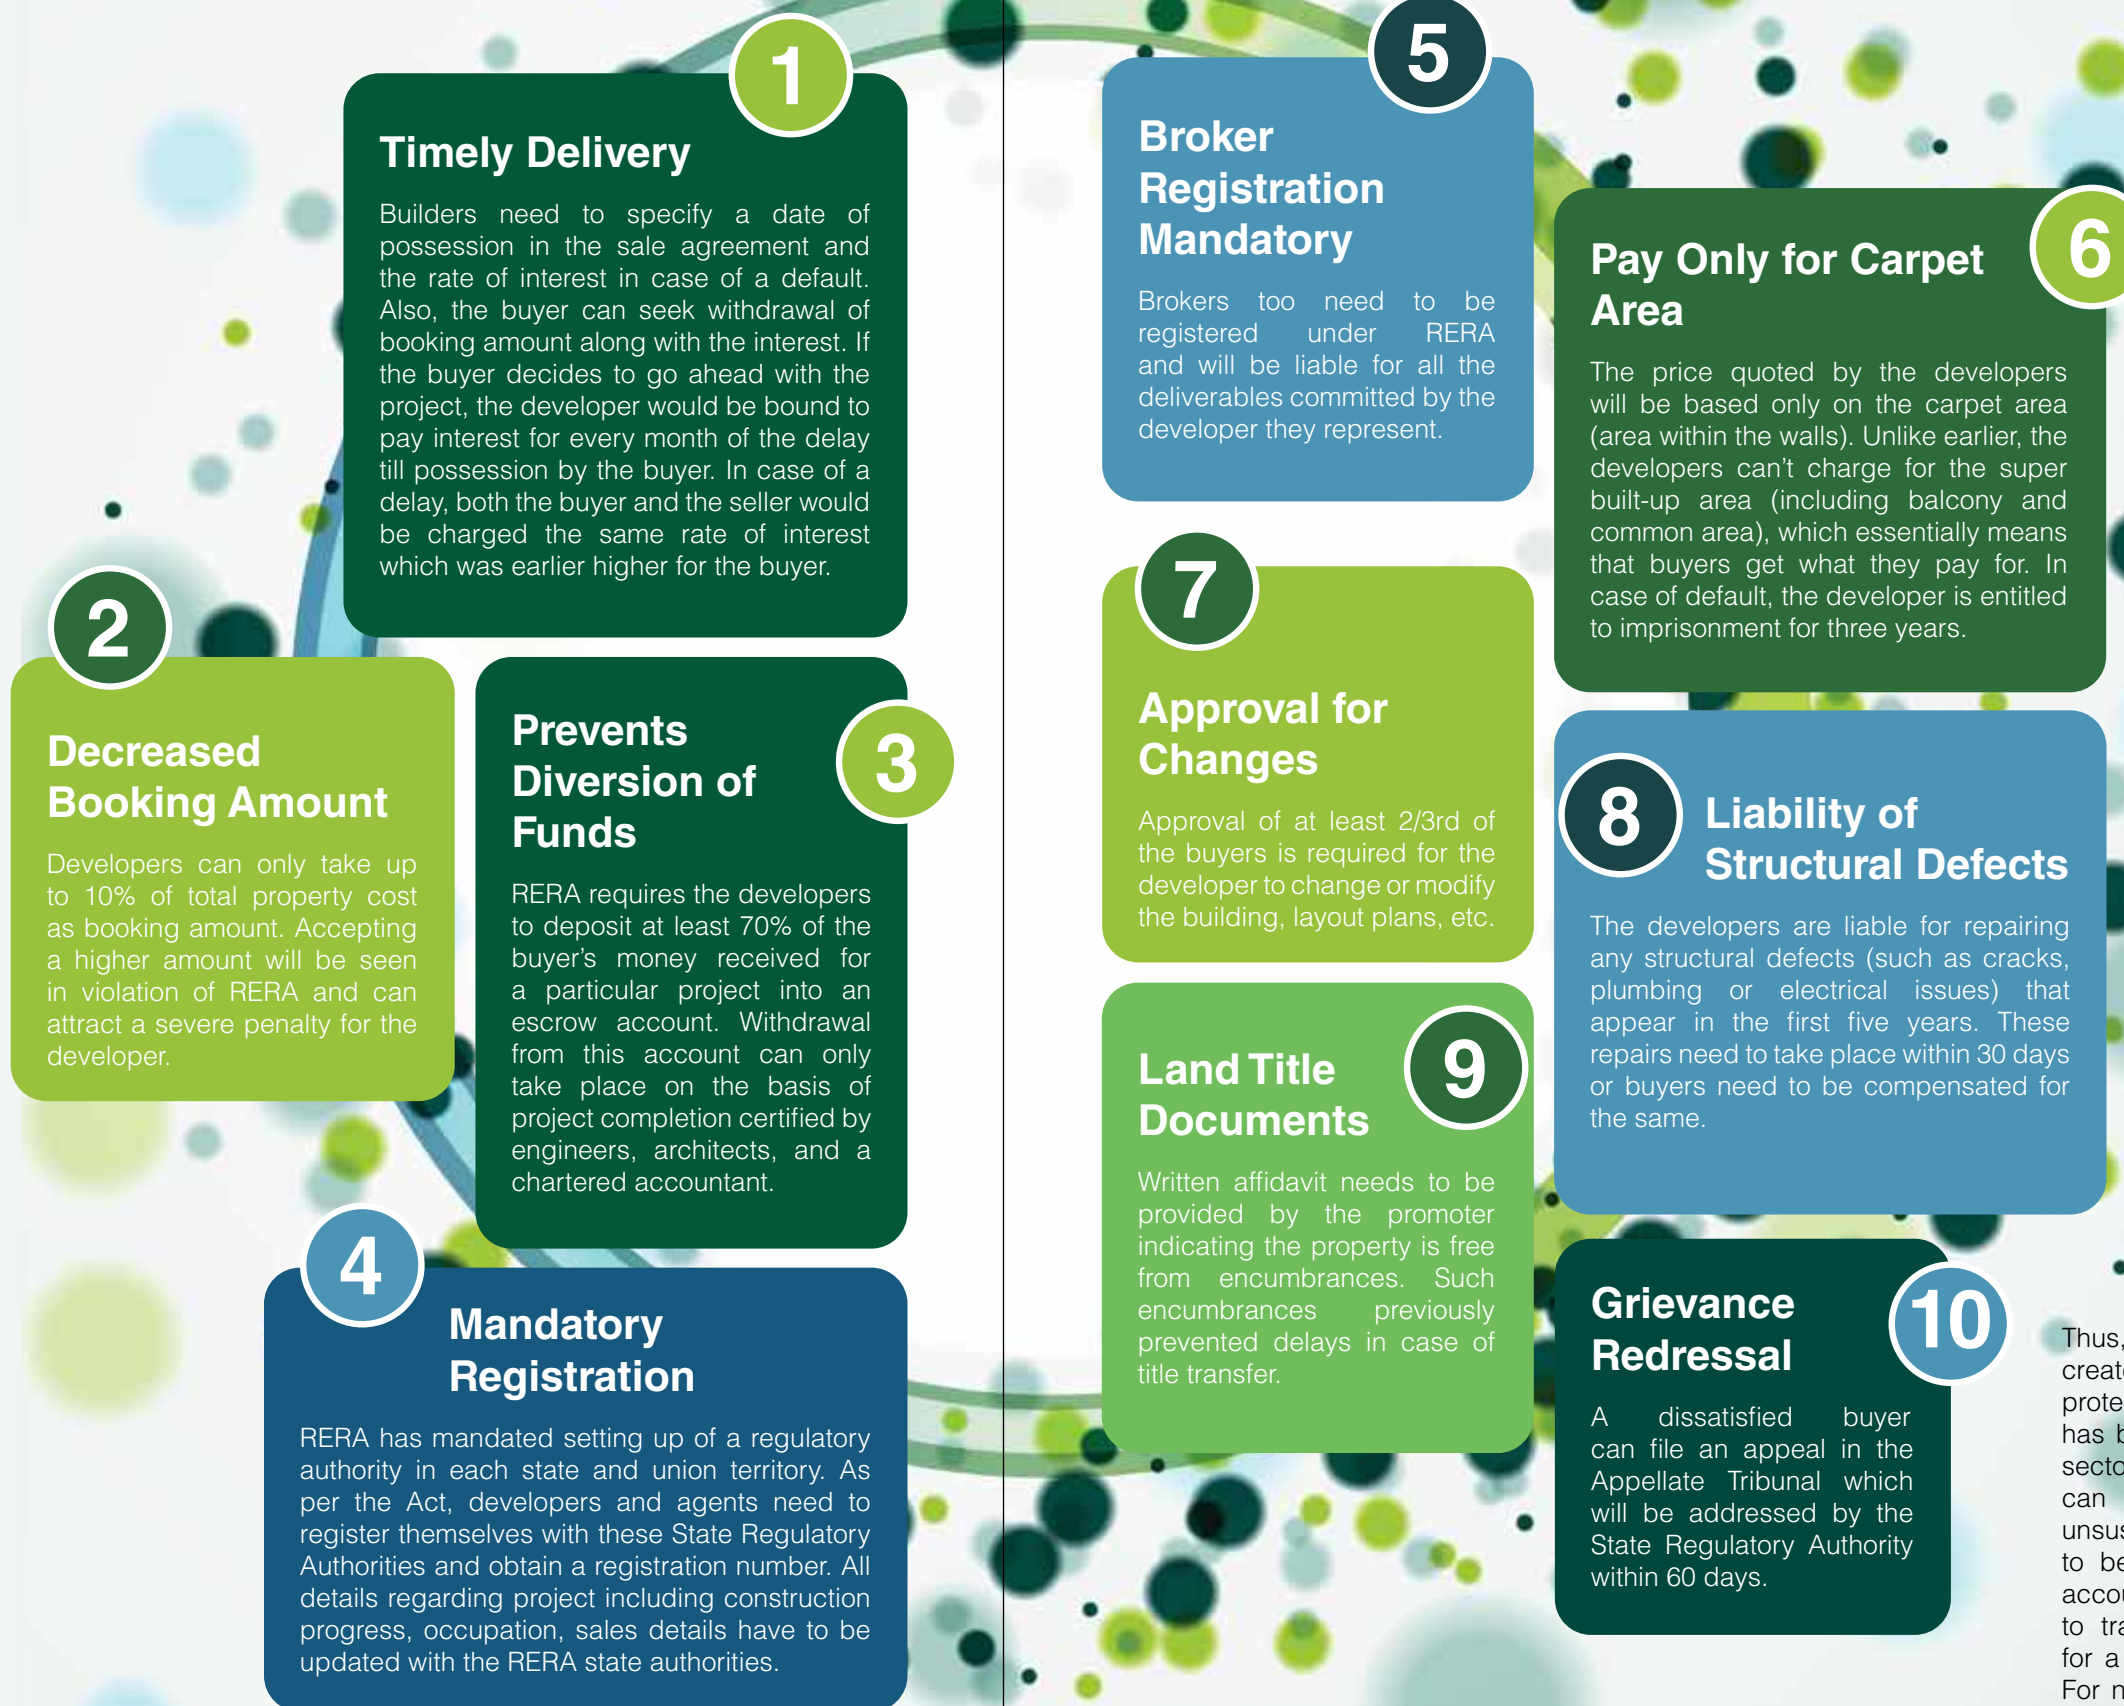 1
Timely Delivery
Builders need to specify a date of
possession in the sale agreement and
the rate of interest in case of a default.
Also, the buyer can seek withdrawal of
booking amount along with the interest. If
the buyer decides to go ahead with the
project, the developer would be bound to
pay interest for every month of the delay
till possession by the buyer. In case of a
delay, both the buyer and the seller would
be charged the same rate of interest
which was earlier higher for the buyer.
2
Decreased
Booking Amount
Developers can only take up
to 10% of total property cost
as booking amount. Accepting
a higher amount will be seen
in violation of RERA and can
attract a severe penalty for the
developer.
3
Prevents
Diversion of
Funds
RERA requires the developers
to deposit at least 70% of the
buyer’s money received for
a particular project into an
escrow account. Withdrawal
from this account can only
take place on the basis of
project completion certified by
engineers, architects, and a
chartered accountant.
4
Mandatory
Registration
RERA has mandated setting up of a regulatory
authority in each state and union territory. As
per the Act, developers and agents need to
register themselves with these State Regulatory
Authorities and obtain a registration number. All
details regarding project including construction
progress, occupation, sales details have to be
updated with the RERA state authorities.
5
Broker
Registration
Mandatory
Brokers too need to be
registered under RERA
and will be liable for all the
deliverables committed by the
developer they represent.
6
Pay Only for Carpet
Area
The price quoted by the developers
will be based only on the carpet area
(area within the walls). Unlike earlier, the
developers can’t charge for the super
built-up area (including balcony and
common area), which essentially means
that buyers get what they pay for. In
case of default, the developer is entitled
to imprisonment for three years.
7
Approval for
Changes
Approval of at least 2/3rd of
the buyers is required for the
developer to change or modify
the building, layout plans, etc.
8
Liability of
Structural Defects
The developers are liable for repairing
any structural defects (such as cracks,
plumbing or electrical issues) that
appear in the first five years. These
repairs need to take place within 30 days
or buyers need to be compensated for
the same.
9
Land Title
Documents
Written affidavit needs to be
provided by the promoter
indicating the property is free
from encumbrances. Such
encumbrances previously
prevented delays in case of
title transfer.
10
Grievance
Redressal
A dissatisfied buyer
can file an appeal in the
Appellate Tribunal which
will be addressed by the
State Regulatory Authority
within 60 days.
Thus,
has
can
to be
to
for a
For